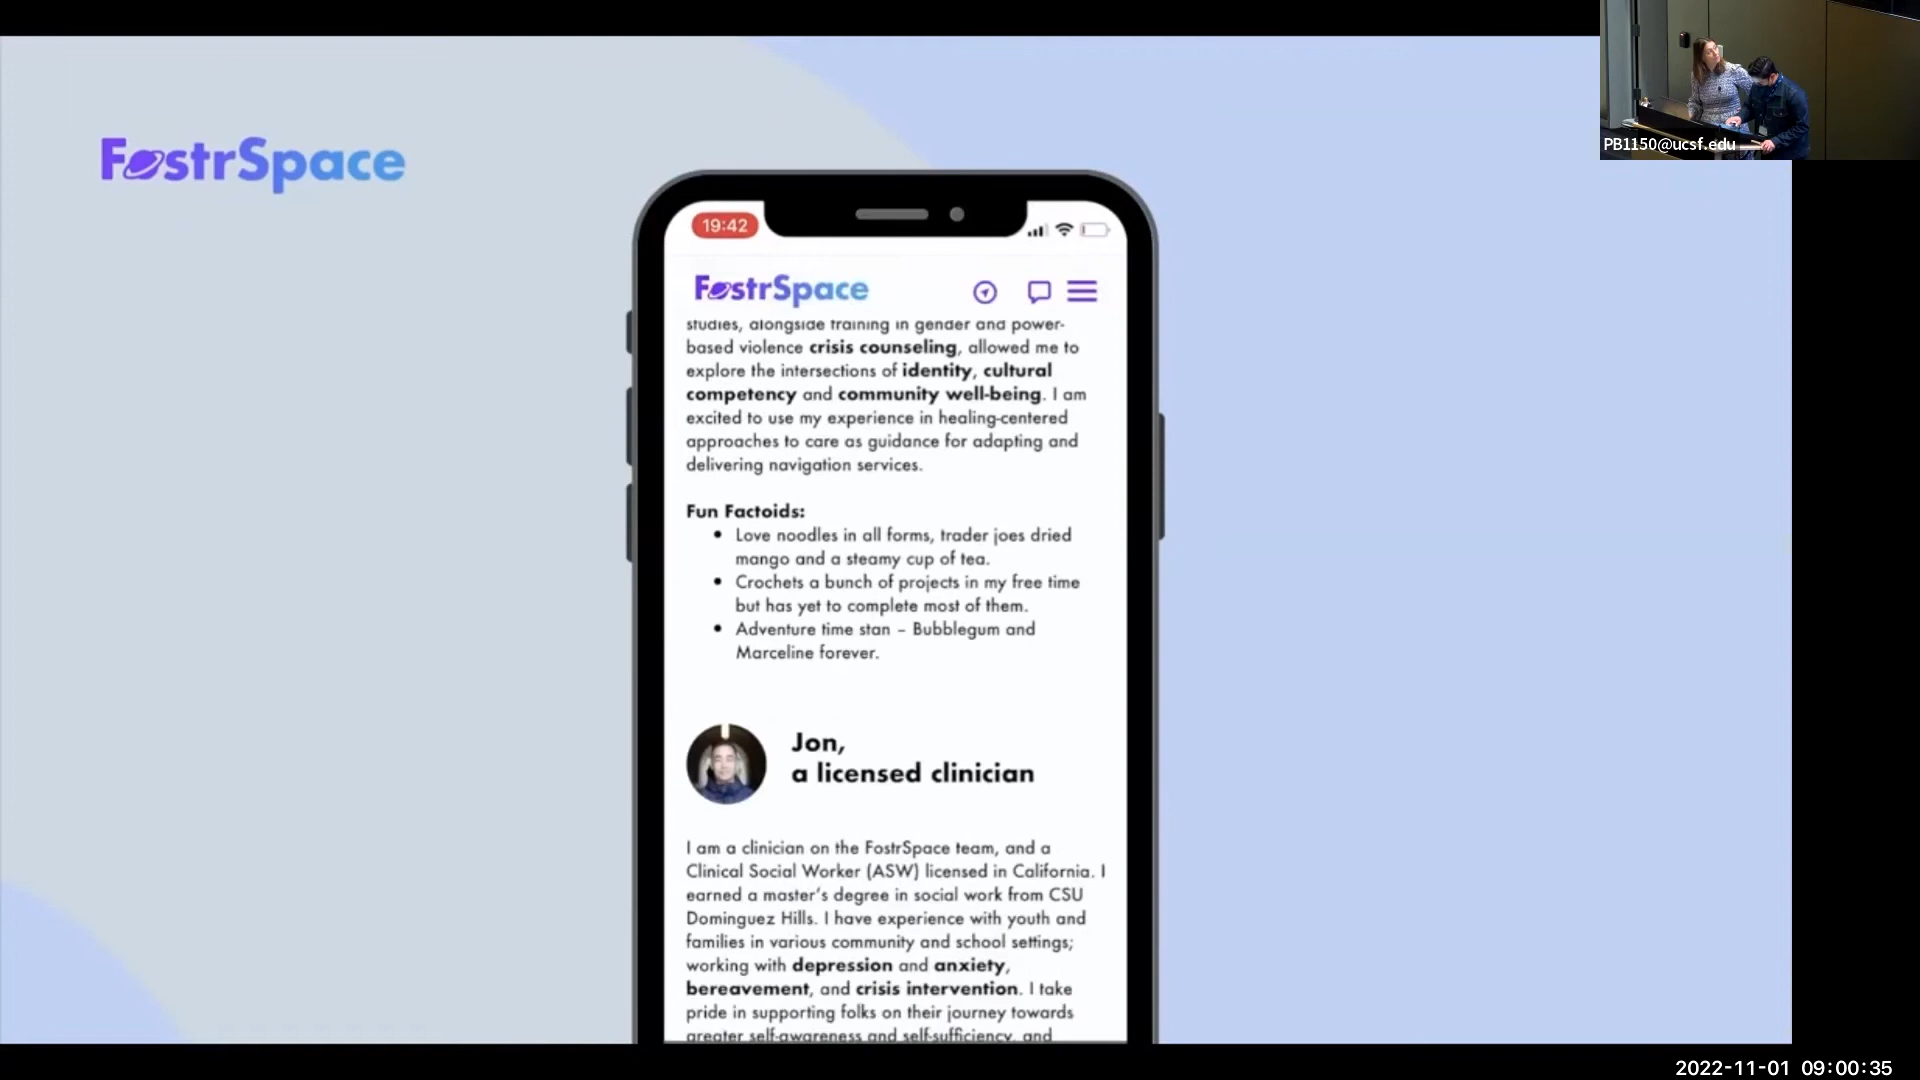 FostrSpace
PB1150@ucsf.edu
19:42
FostrSpace
studies, alongside training in gender and power-
based violence crisis counseling, allowed me to
explore the intersections of identity, cultural
competency and community well-being. I am
excited to use my experience in healing-centered
approaches to care as guidance for adapting and
delivering navigation services.
Fun Factoids:
• Love noodles in all forms, trader joes dried
mango and a steamy cup of tea.
• Crochets a bunch of projects in my free time
but has yet to complete most of them.
• Adventure time stan – Bubblegum and
Marceline forever.
Jon,
a licensed clinician
I am a clinician on the FostrSpace team, and a
Clinical Social Worker (ASW) licensed in California. I
earned a master's degree in social work from CSU
Dominguez Hills. I have experience with youth and
families in various community and school settings;
working with depression and anxiety,
bereavement, and crisis intervention. I take
pride in supporting folks on their journey towards
greater self-awareness and self-sufficiency, and
2022-11-01 09:00:35